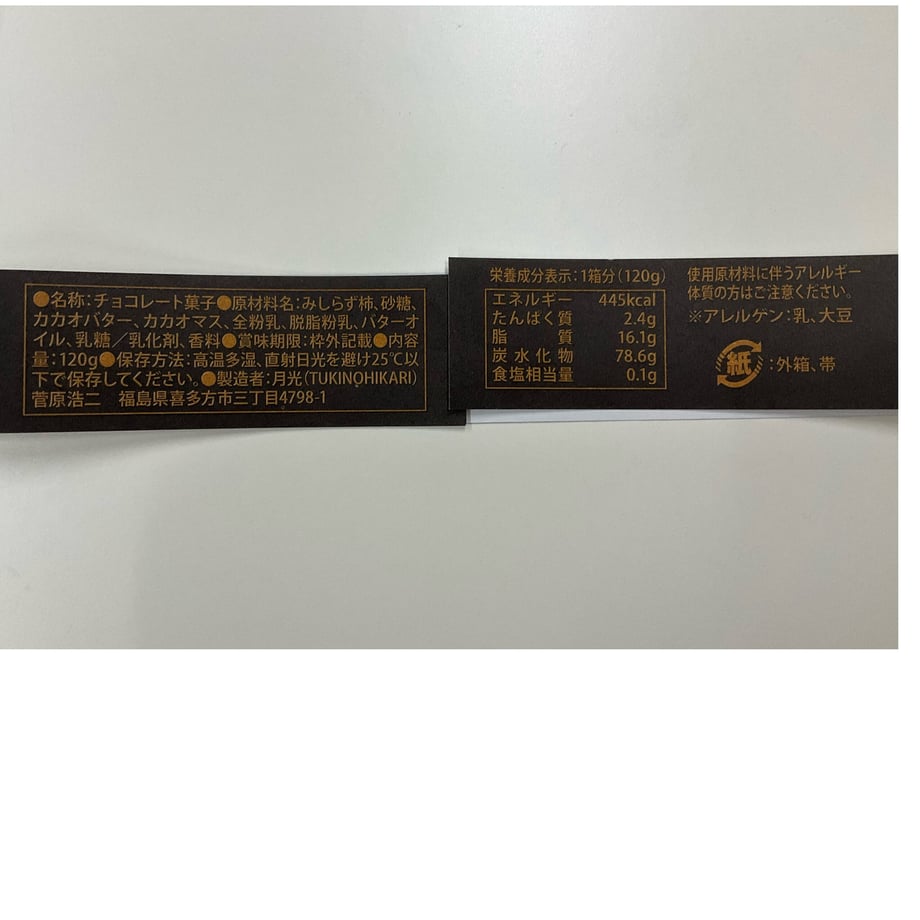 ●名称:チョコレート菓子●原材料名:みしらず柿、砂糖、
カカオバター、カカオマス、全粉乳、脱脂粉乳、バターオ
イル、乳糖／乳化剤、香料●賞味期限:枠外記載●内容
量:120g●保存方法:高温多湿、直射日光を避け25℃以
下で保存してください。●製造者:月光(TUKINOHIKARI)
菅原浩二　福島県喜多方市三丁目4798-1
栄養成分表示:1箱分(120g)
エネルギー 445kcal
たんぱく質 2.4g
脂質 16.1g
炭水化物 78.6g
食塩相当量 0.1g
使用原材料に伴うアレルギー
体質の方はご注意ください。
※アレルゲン:乳、大豆
紙:外箱、帯